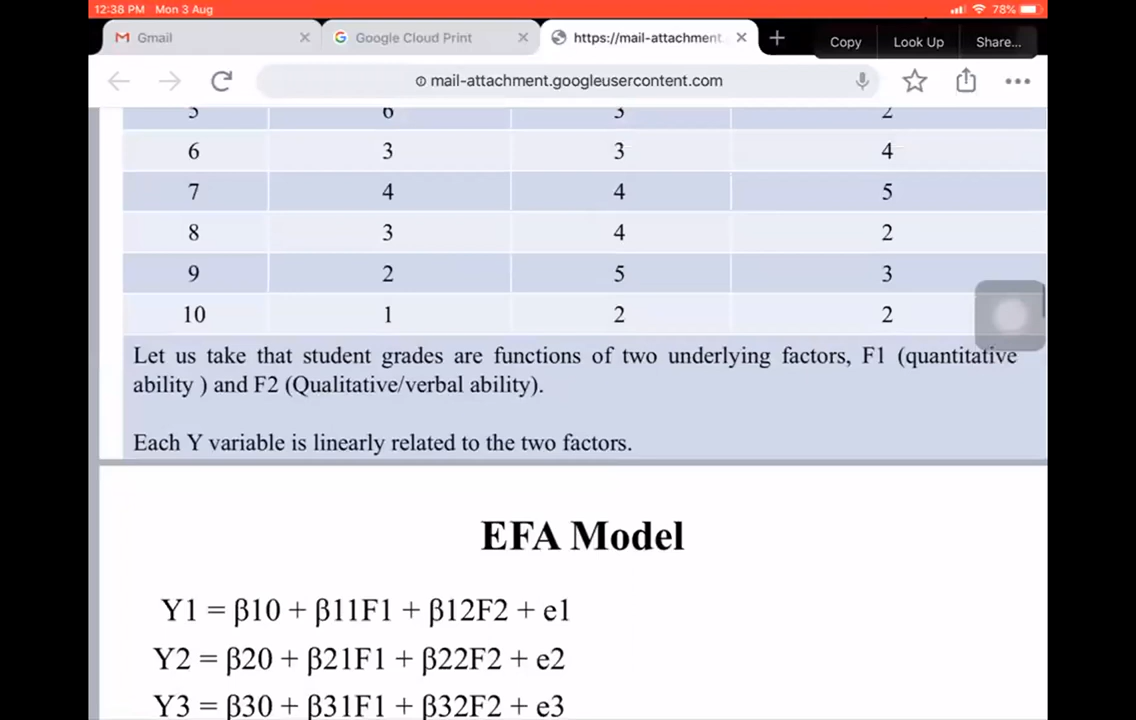 12:38 PM Mon 3 Aug 78%
Gmail Google Cloud Print https://mail-attachment. Copy Look Up Share...
mail-attachment.googleusercontent.com
5 6 3 2
6 3 3 4
7 4 4 5
8 3 4 2
9 2 5 3
10 1 2 2
Let us take that student grades are functions of two underlying factors, F1 (quantitative
ability ) and F2 (Qualitative/verbal ability).
Each Y variable is linearly related to the two factors.
EFA Model
Y1 = β10 + β11F1 + β12F2 + e1
Y2 = β20 + β21F1 + β22F2 + e2
Y3 = β30 + β31F1 + β32F2 + e3